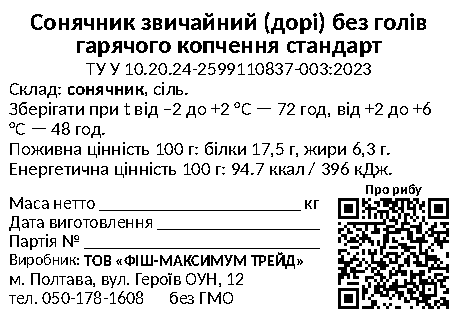 Сонячник звичайний (дорі) без голів
гарячого копчення стандарт
ТУ У 10.20.24-2599110837-003:2023
Склад: сонячник, сіль.
Зберігати при t від –2 до +2 °С — 72 год, від +2 до +6
°С — 48 год.
Поживна цінність 100 г: білки 17,5 г, жири 6,3 г.
Енергетична цінність 100 г: 94.7 ккал / 396 кДж.
Про рибу
Маса нетто ____________________ кг
Дата виготовлення ________________
Партія № ________________________
Виробник: ТОВ «ФІШ-МАКСИМУМ ТРЕЙД»
м. Полтава, вул. Героїв ОУН, 12
тел. 050-178-1608 без ГМО